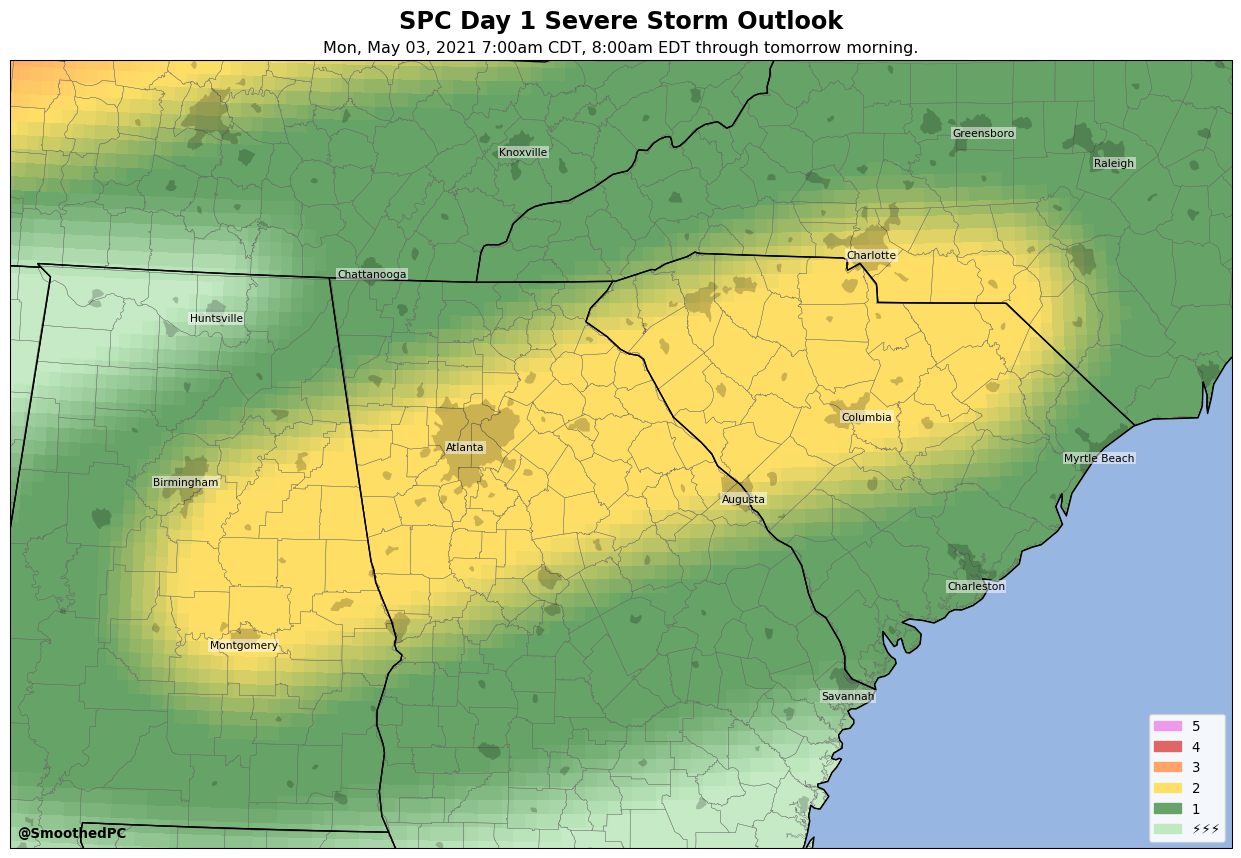 SPC Day 1 Severe Storm Outlook
Mon, May 03, 2021 7:00am CDT, 8:00am EDT through tomorrow morning.
Greensboro
Knoxville
Raleigh
Charlotte
Chattanooga
Huntsville
Columbia
Atlanta
Myrtle Beach
Birmingham
Augusta
Charleston
Montgomery
Savannah
5
4
3
2
1
⚡⚡⚡
@SmoothedPC